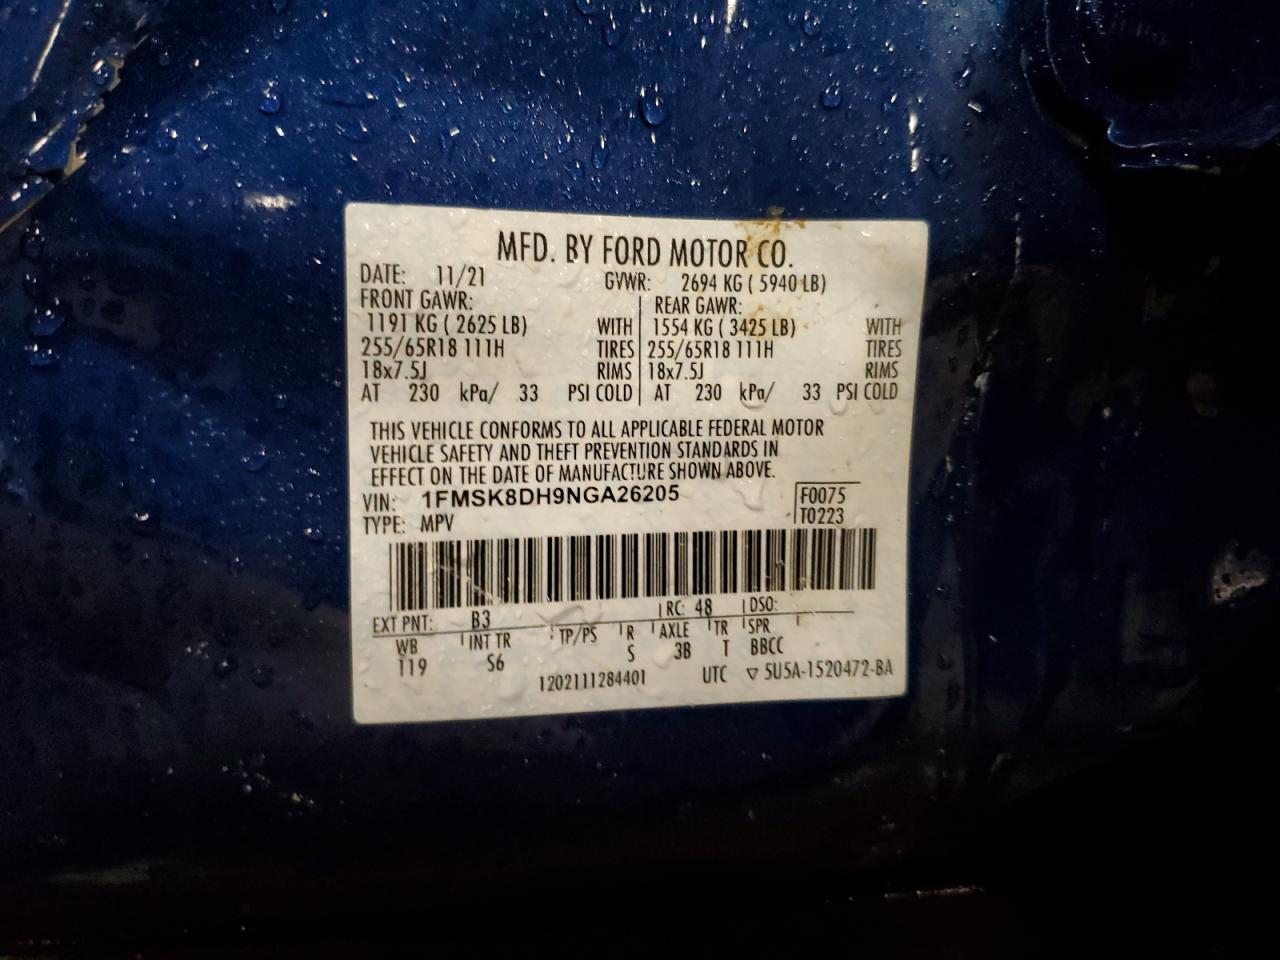 MFD. BY FORD MOTOR CO.
DATE: 11/21 GVWR: 2694 KG ( 5940 LB)
FRONT GAWR: REAR GAWR:
1191 KG ( 2625 LB) WITH 1554 KG ( 3425 LB) WITH
255/65R18 111H TIRES 255/65R18 111H TIRES
18x7.5J RIMS 18x7.5J RIMS
AT 230 kPa/ 33 PSI COLD AT 230 kPa/ 33 PSI COLD
THIS VEHICLE CONFORMS TO ALL APPLICABLE FEDERAL MOTOR
VEHICLE SAFETY AND THEFT PREVENTION STANDARDS IN
EFFECT ON THE DATE OF MANUFACTURE SHOWN ABOVE.
VIN: 1FMSK8DH9NGA26205 F0075
TYPE: MPV T0223
EXT PNT: B3 RC: 48 DSO:
WB INT TR TP/PS R AXLE TR SPR
119 S6 S 3B T BBCC
1202111284401 UTC ▽ 5U5A-1520472-BA